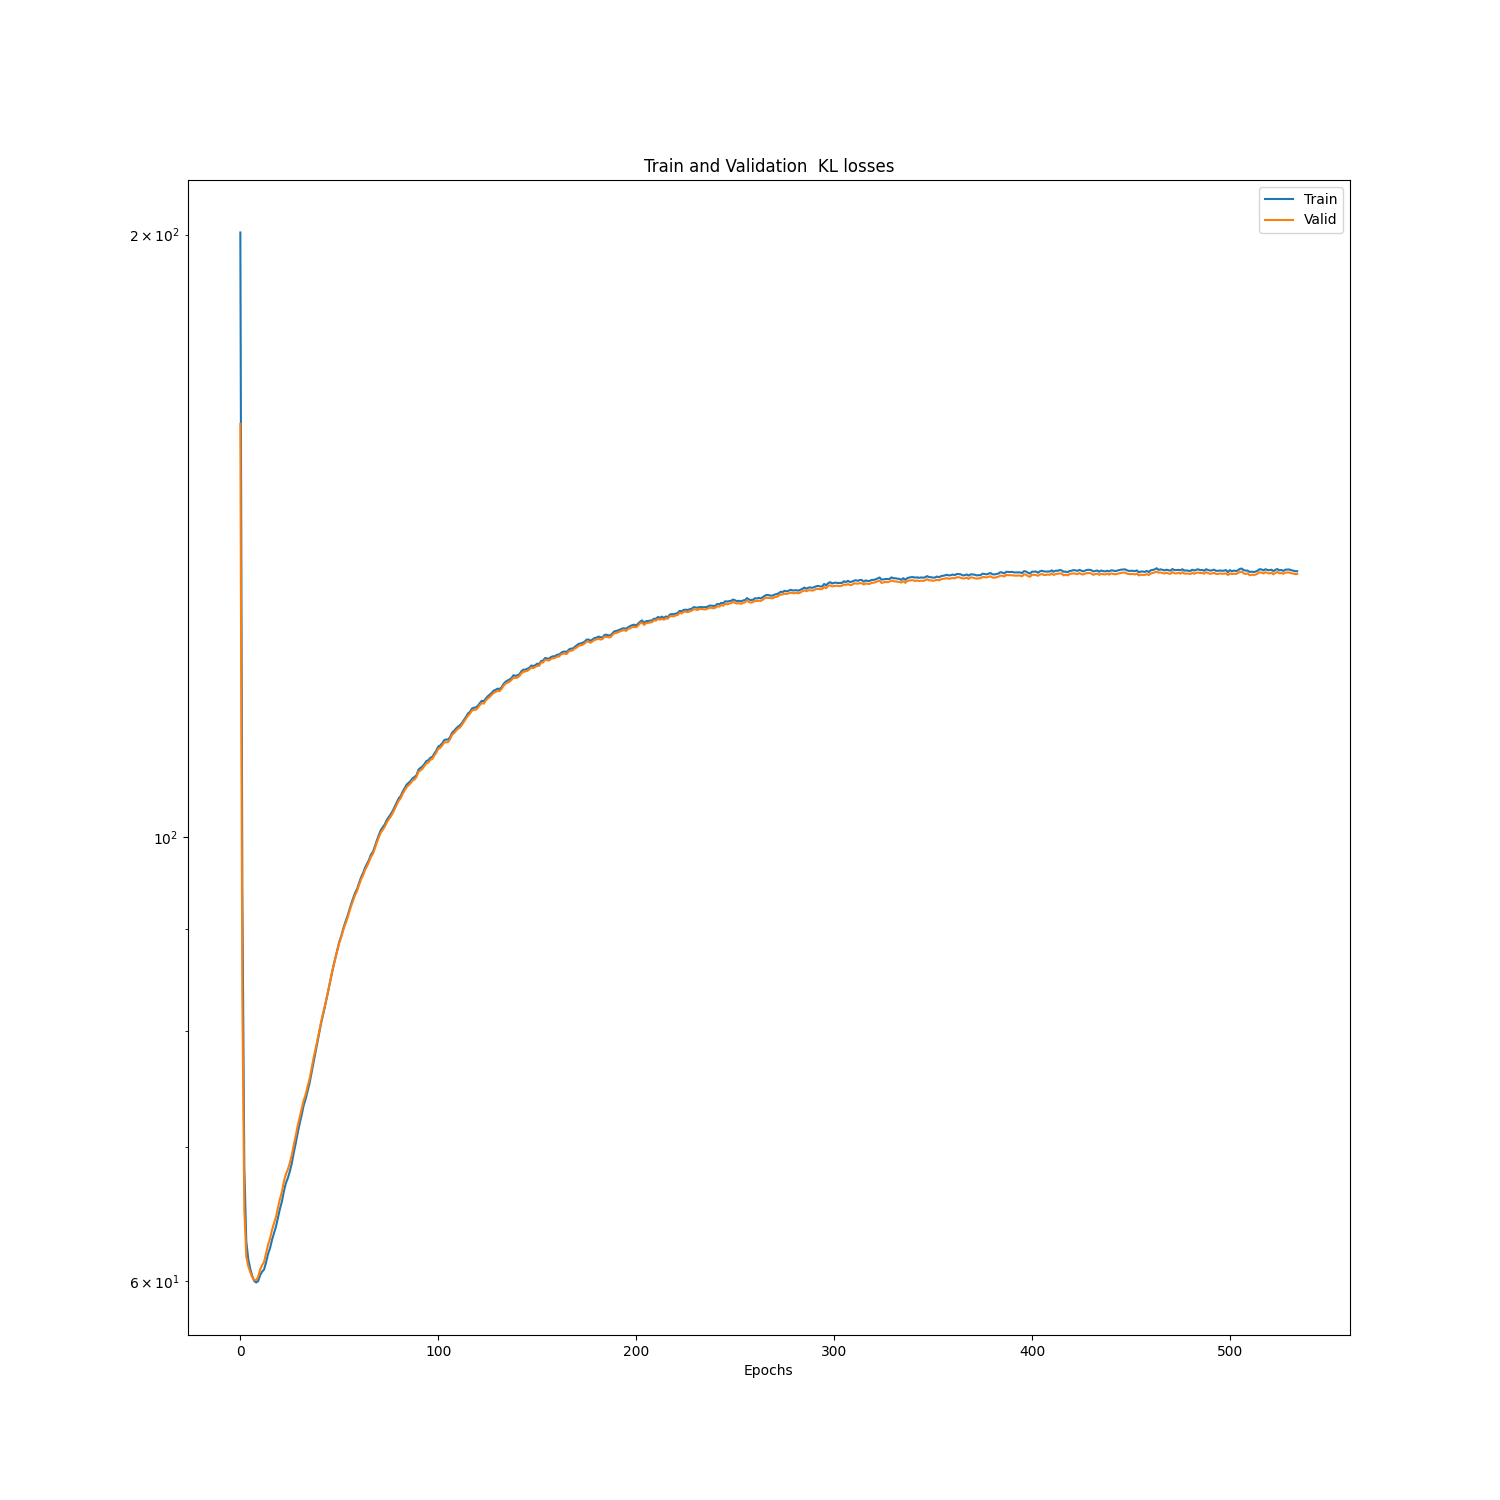 Train and Validation  KL losses
Train
Valid
2 × 10²
10²
6 × 10¹
0 100 200 300 400 500
Epochs